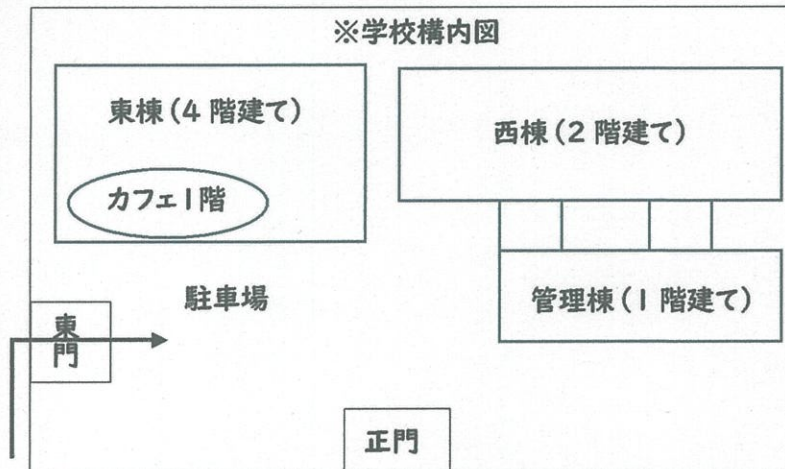 ※学校構内図
東棟(4 階建て)
西棟(2 階建て)
カフェ1階
駐車場
管理棟(1 階建て)
東
門
正門